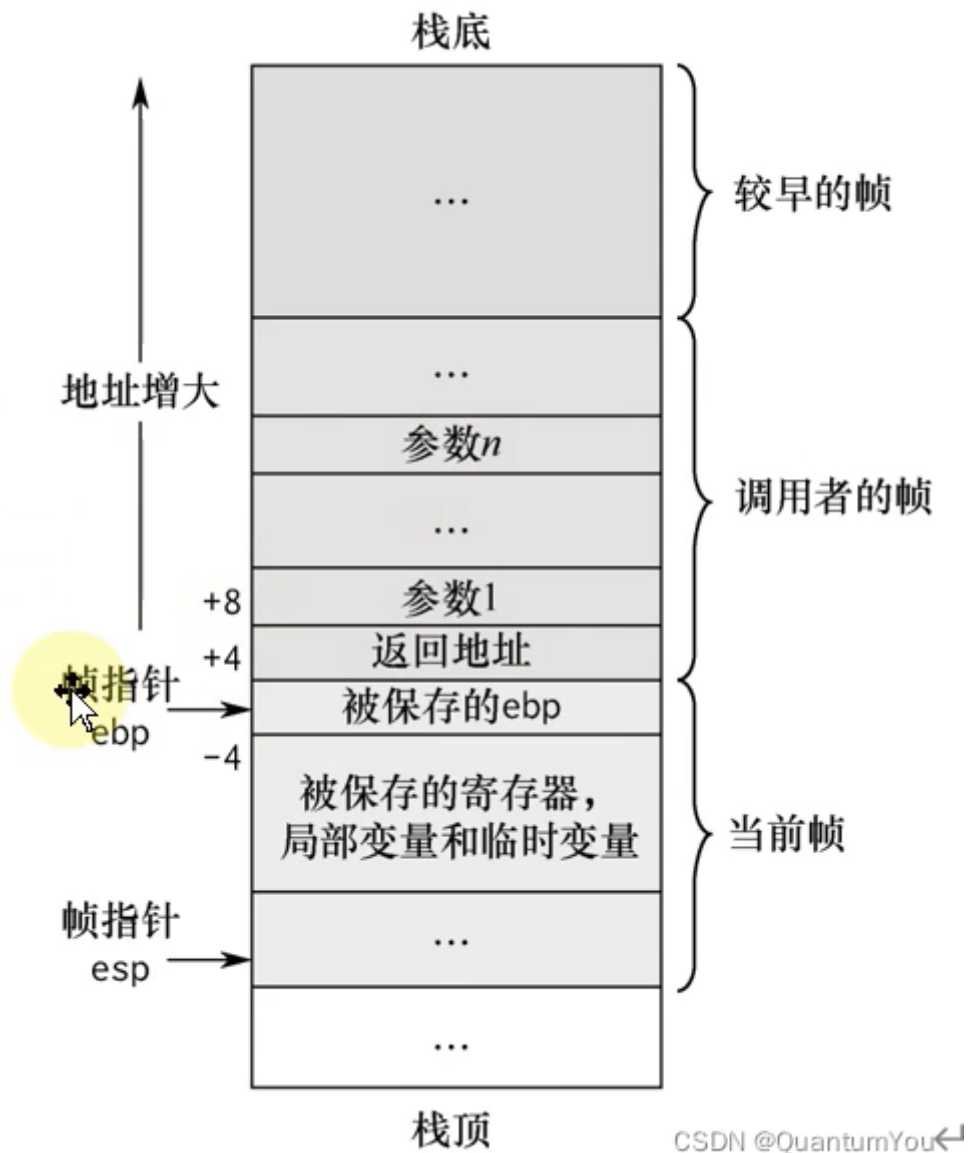 栈底
...
较早的帧
...
地址增大
参数n
...
调用者的帧
+8
参数1
+4
返回地址
帧指针
ebp
被保存的ebp
-4
被保存的寄存器，
局部变量和临时变量
当前帧
帧指针
esp
...
...
栈顶
CSDN @QuantumYou